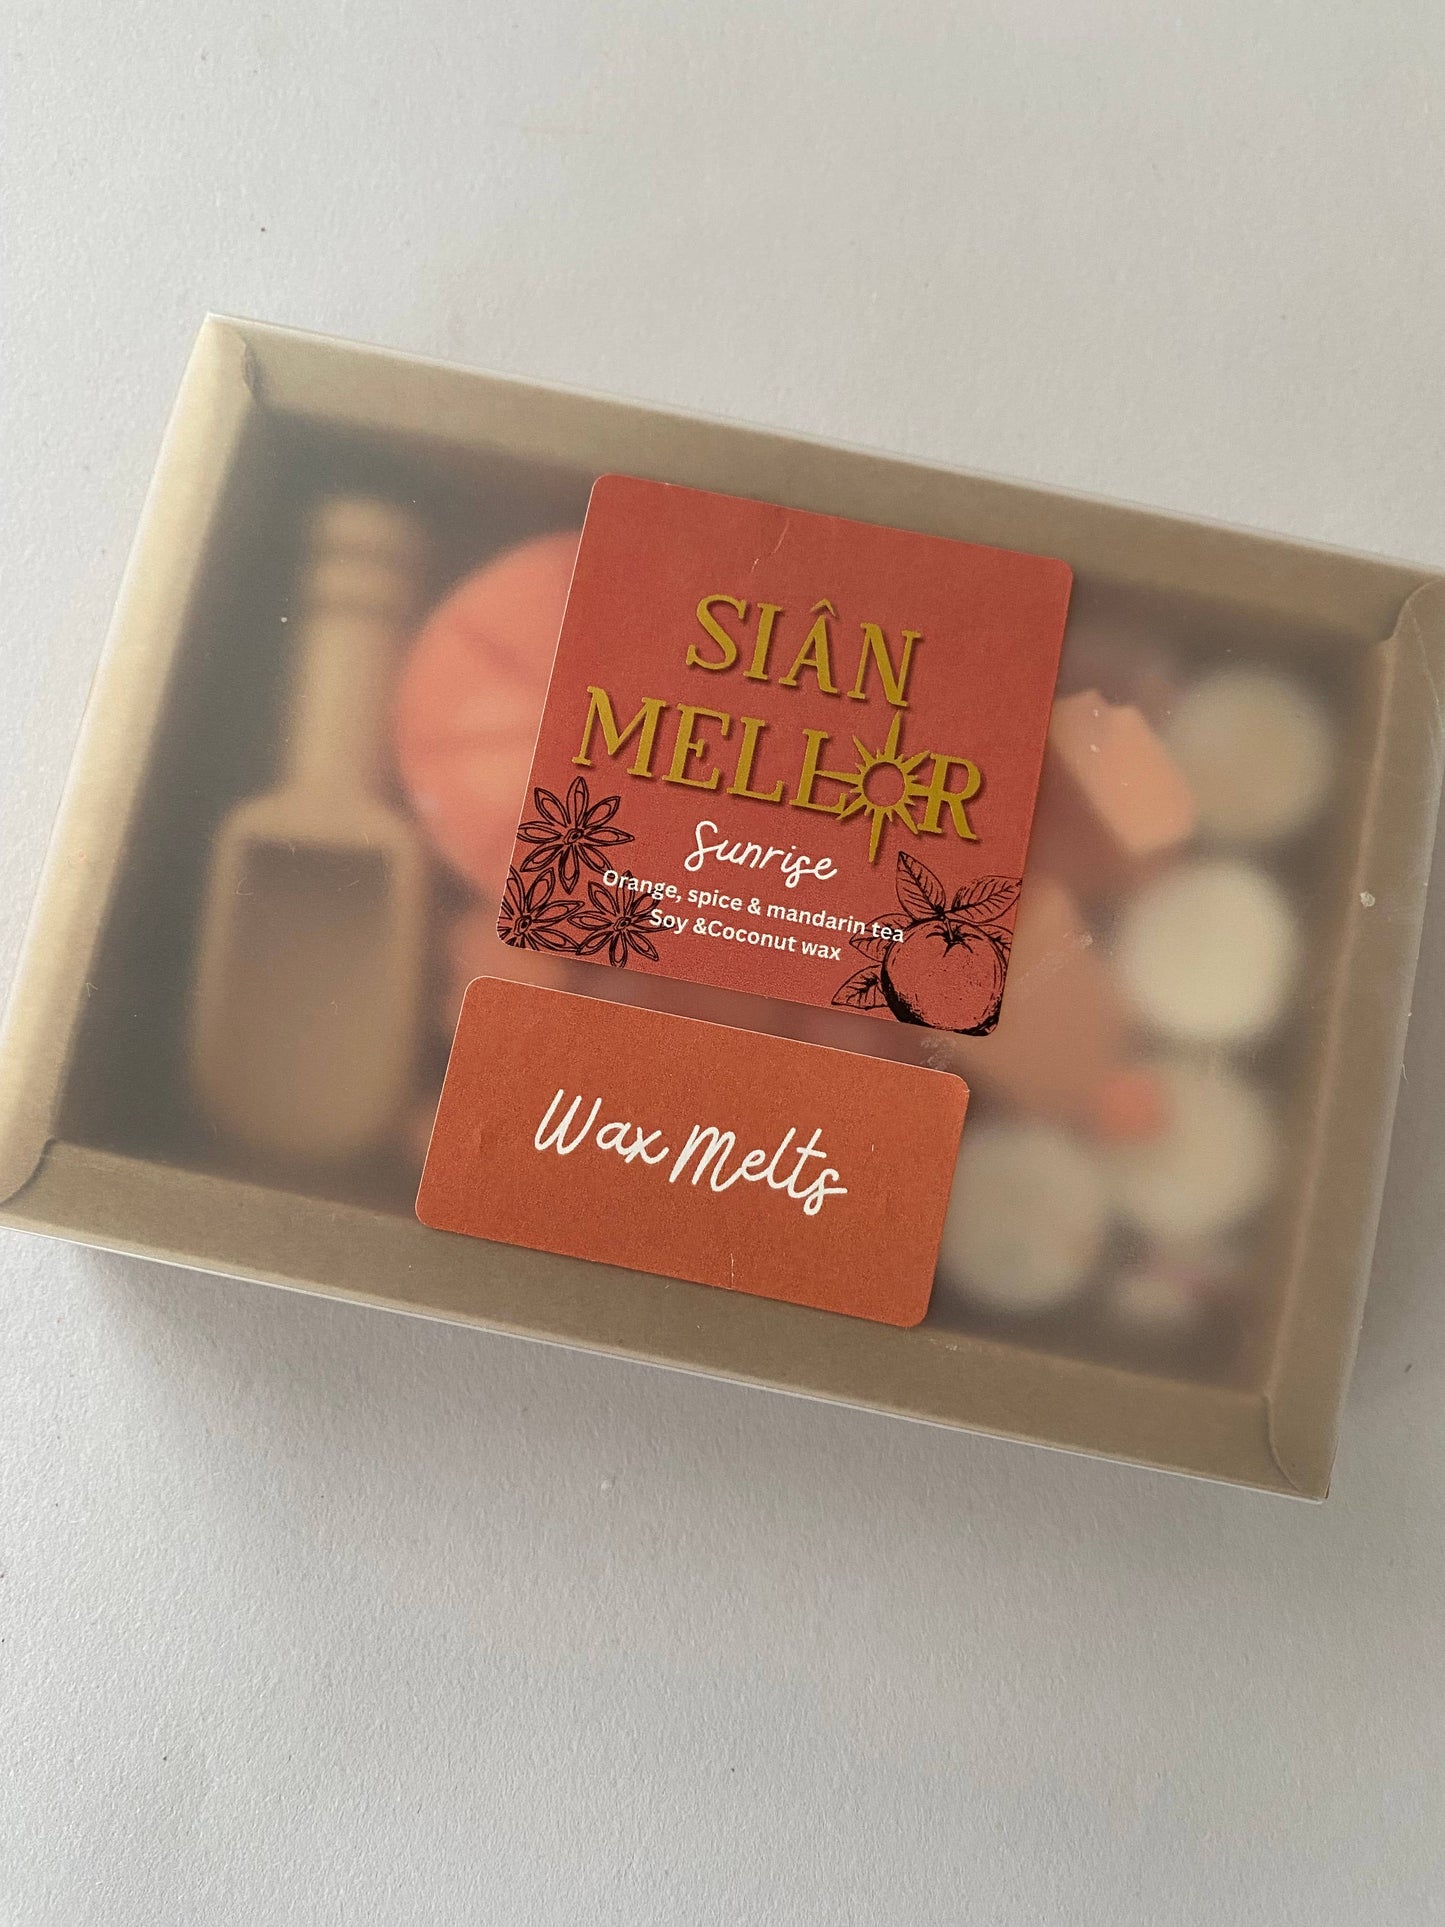 SIÂN
MELLOR
Sunrise
Orange, spice & mandarin tea
Soy &Coconut wax
Wax Melts